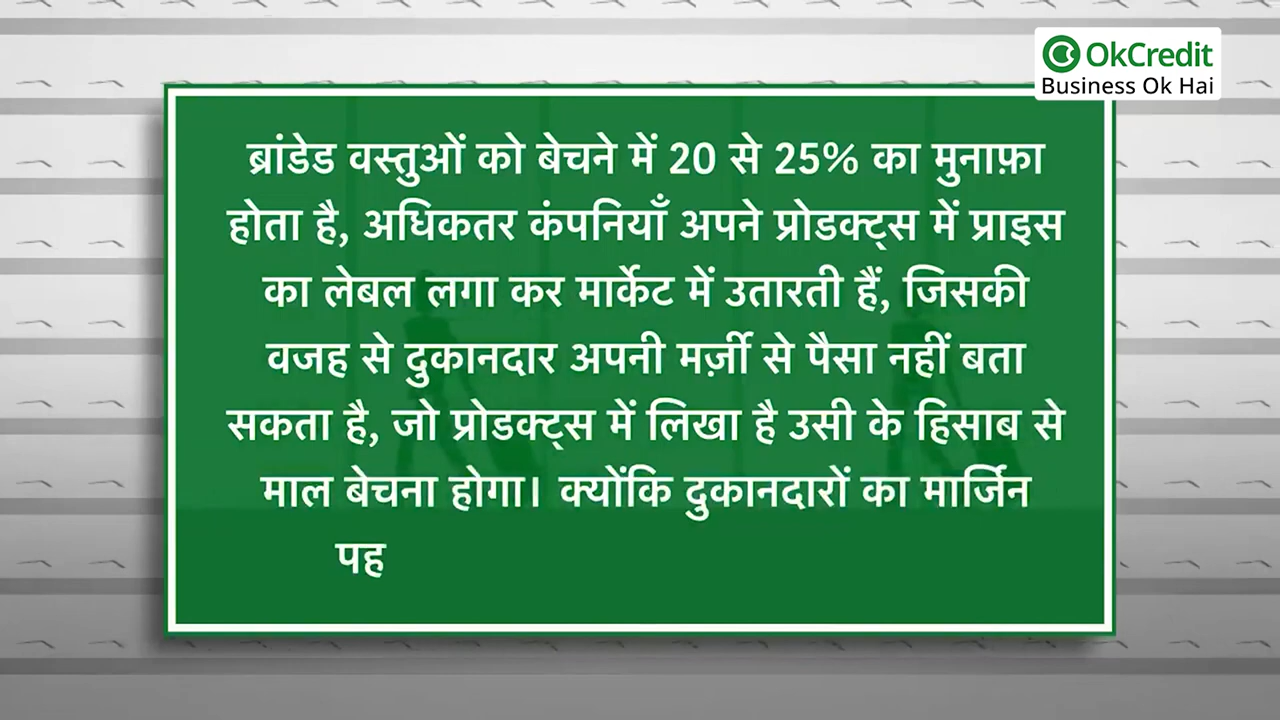 OkCredit
Business Ok Hai
ब्रांडेड वस्तुओं को बेचने में 20 से 25% का मुनाफ़ा
होता है, अधिकतर कंपनियाँ अपने प्रोडक्ट्स में प्राइस
का लेबल लगा कर मार्केट में उतारती हैं, जिसकी
वजह से दुकानदार अपनी मर्ज़ी से पैसा नहीं बता
सकता है, जो प्रोडक्ट्स में लिखा है उसी के हिसाब से
माल बेचना होगा। क्योंकि दुकानदारों का मार्जिन
पह